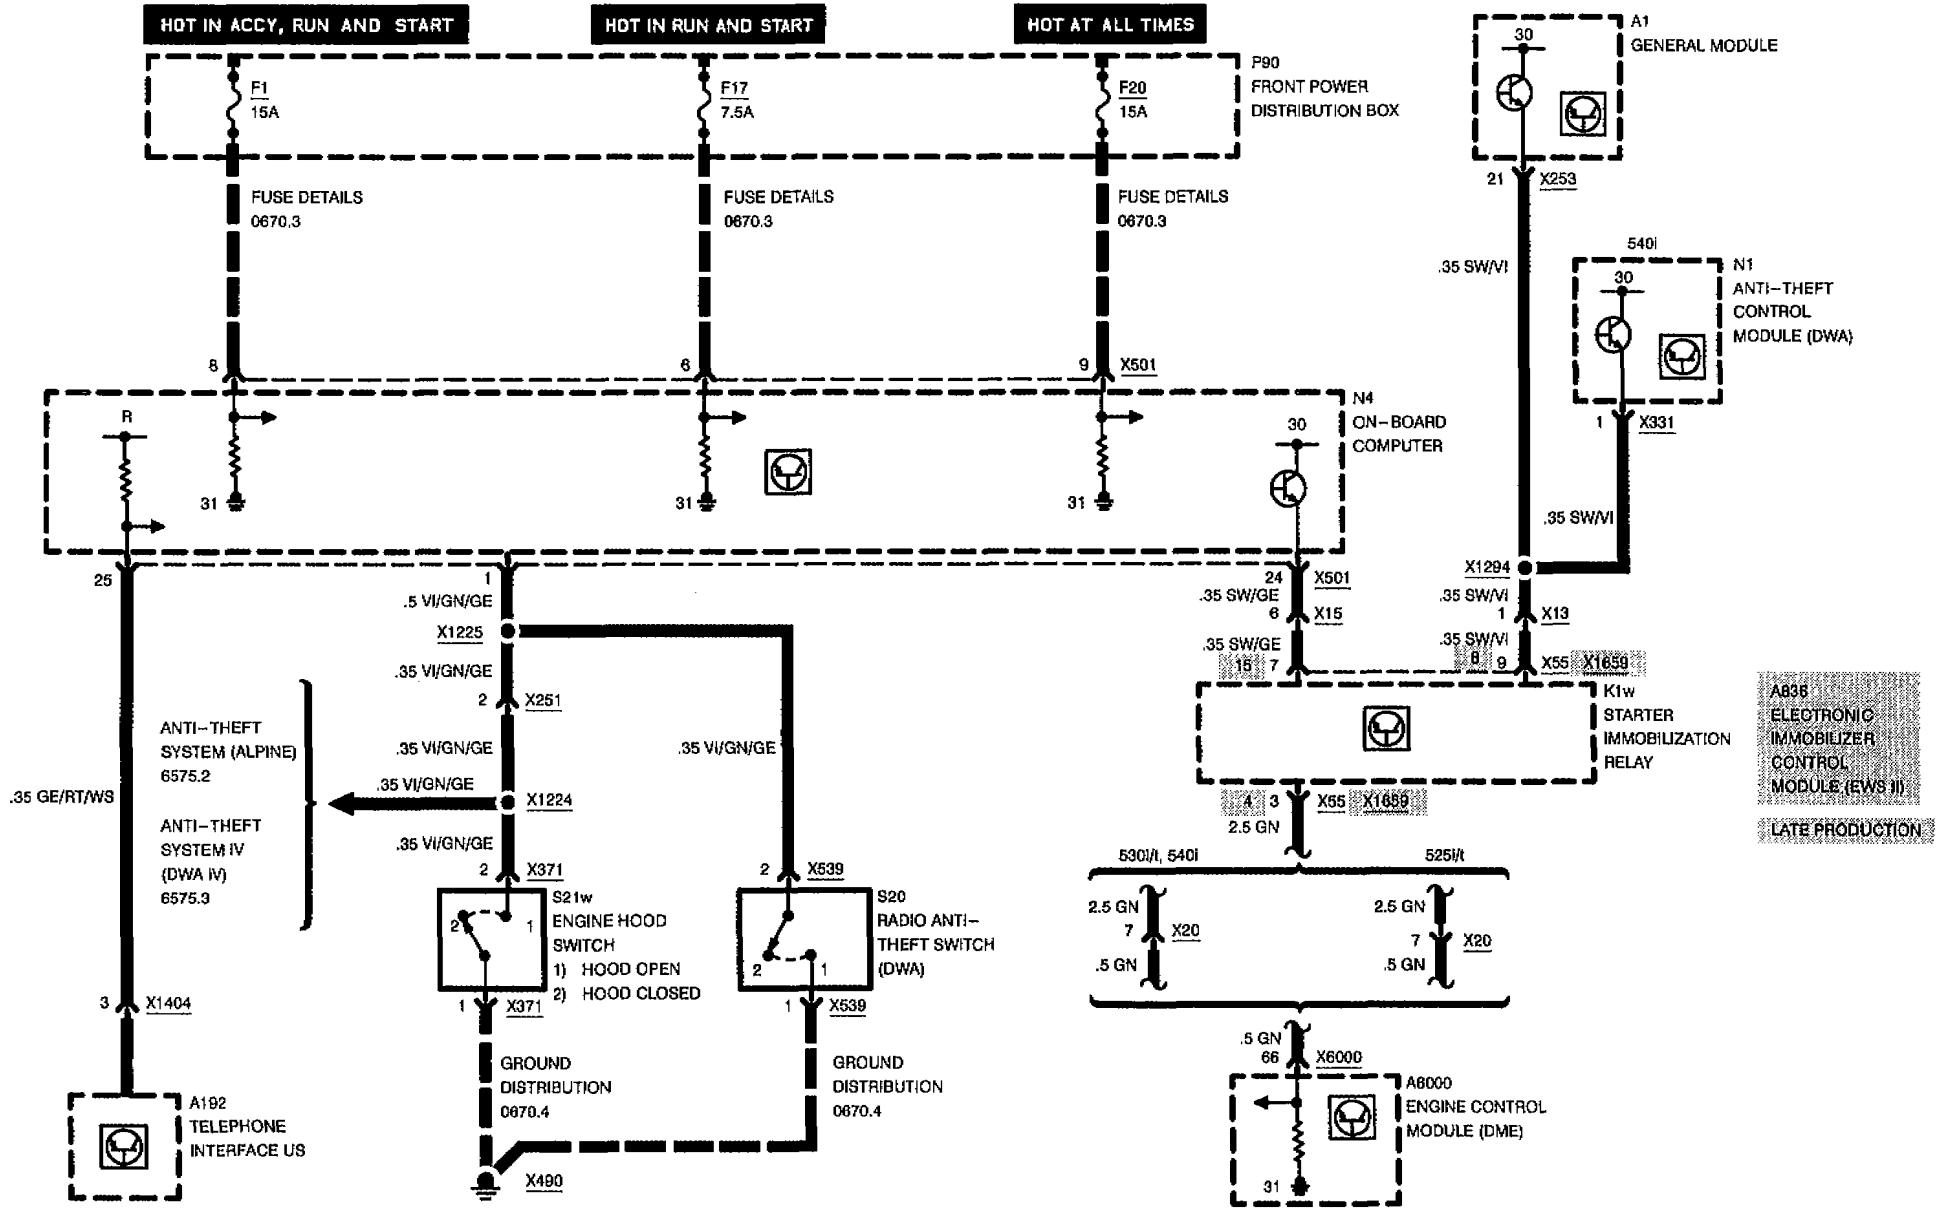 HOT IN ACCY, RUN AND START
HOT IN RUN AND START
HOT AT ALL TIMES
F1
15A
F17
7.5A
F20
15A
P90
FRONT POWER
DISTRIBUTION BOX
30
A1
GENERAL MODULE
21
X253
FUSE DETAILS
0670.3
FUSE DETAILS
0670.3
FUSE DETAILS
0670.3
.35 SW/VI
540i
30
N1
ANTI-THEFT
CONTROL
MODULE (DWA)
1
X331
.35 SW/VI
8
6
9
X501
R
31
31
31
30
N4
ON-BOARD
COMPUTER
25
1
24
X501
.5 VI/GN/GE
.35 SW/GE
6
X15
X1294
.35 SW/VI
1
X13
X1225
.35 SW/GE
15
7
.35 SW/VI
8
9
X55
X1659
.35 VI/GN/GE
2
X251
K1w
STARTER
IMMOBILIZATION
RELAY
A836
ELECTRONIC
IMMOBILIZER
CONTROL
MODULE (EWS II)
LATE PRODUCTION
ANTI-THEFT
SYSTEM (ALPINE)
6575.2
.35 VI/GN/GE
.35 VI/GN/GE
.35 VI/GN/GE
X1224
.35 GE/RT/WS
ANTI-THEFT
SYSTEM IV
(DWA IV)
6575.3
.35 VI/GN/GE
4
3
X55
X1659
2.5 GN
2
X371
2
X539
530i/t, 540i
525i/t
2
1
S21w
ENGINE HOOD
SWITCH
1) HOOD OPEN
2) HOOD CLOSED
2
1
S20
RADIO ANTI-
THEFT SWITCH
(DWA)
2.5 GN
7
X20
.5 GN
2.5 GN
7
X20
.5 GN
3
X1404
1
X371
1
X539
GROUND
DISTRIBUTION
0670.4
GROUND
DISTRIBUTION
0670.4
.5 GN
66
X6000
A192
TELEPHONE
INTERFACE US
X490
A6000
ENGINE CONTROL
MODULE (DME)
31